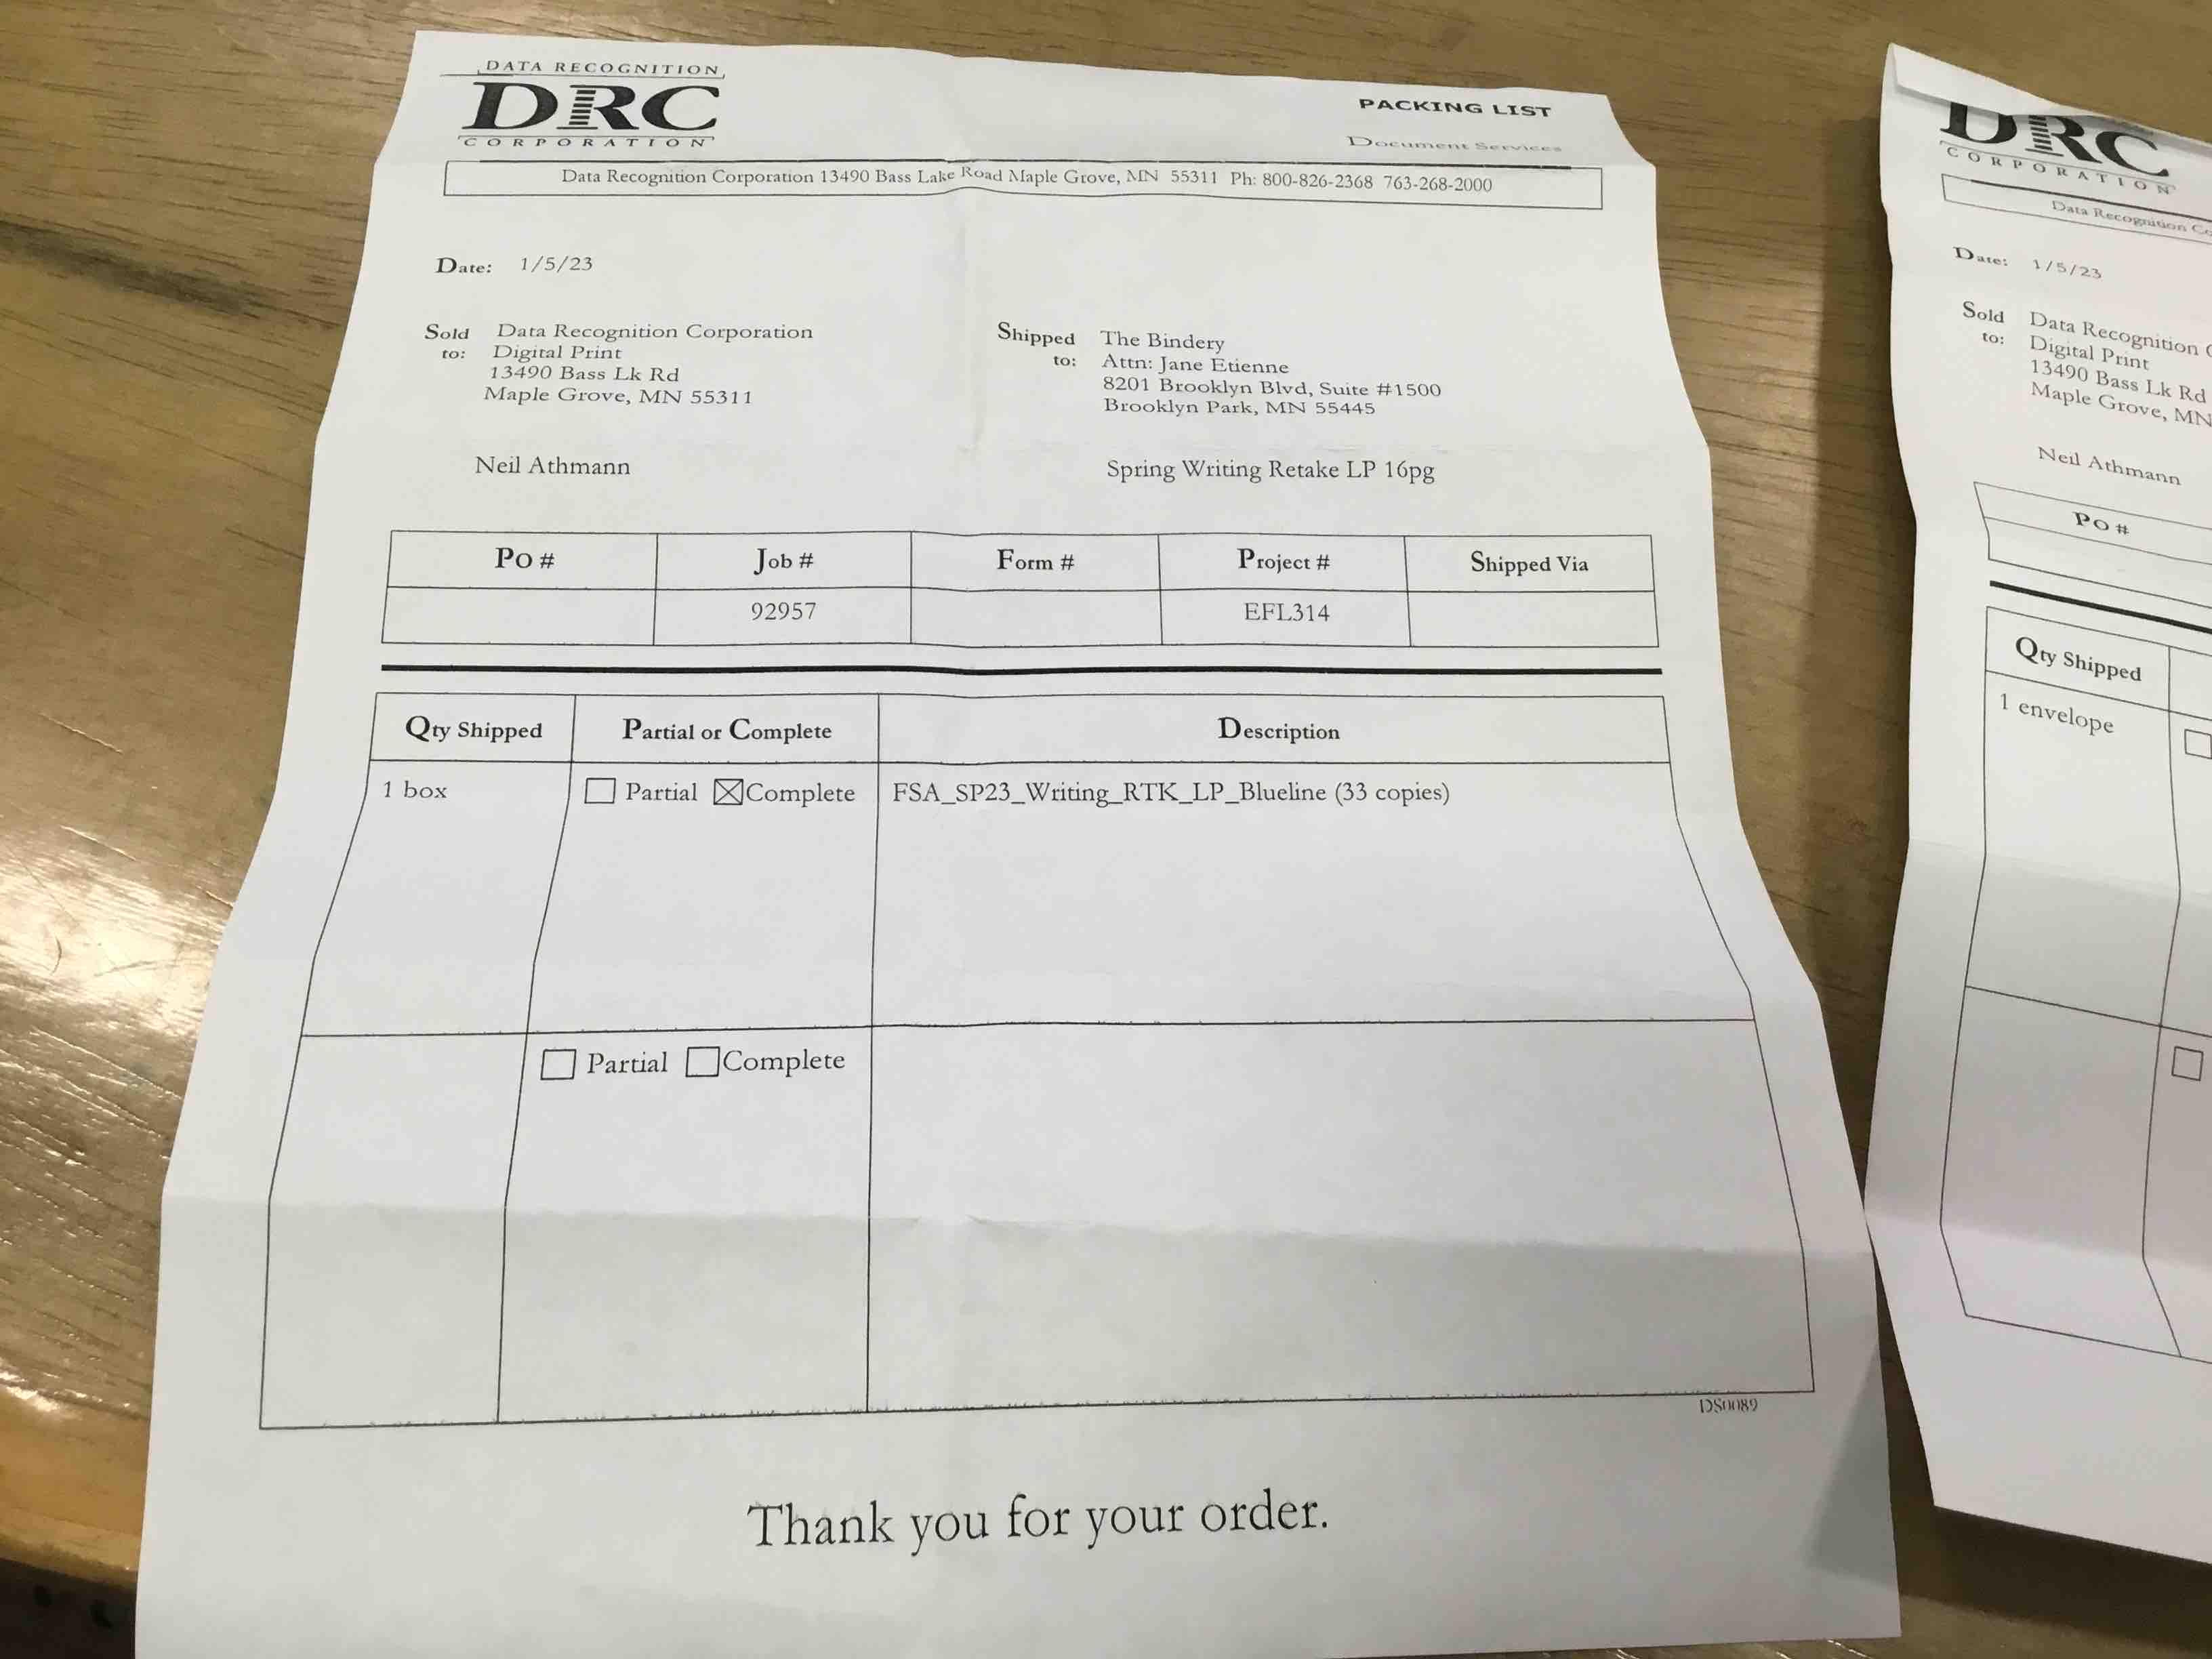 DATA RECOGNITION
DRC
CORPORATION
PACKING LIST
Document Services
Data Recognition Corporation 13490 Bass Lake Road Maple Grove, MN 55311 Ph: 800-826-2368 763-268-2000
Date: 1/5/23
Sold to: Data Recognition Corporation
Digital Print
13490 Bass Lk Rd
Maple Grove, MN 55311
Shipped to: The Bindery
Attn: Jane Etienne
8201 Brooklyn Blvd, Suite #1500
Brooklyn Park, MN 55445
Neil Athmann
Spring Writing Retake LP 16pg
PO # Job # Form # Project # Shipped Via
92957 EFL314
Qty Shipped Partial or Complete Description
1 box Partial Complete FSA_SP23_Writing_RTK_LP_Blueline (33 copies)
Partial Complete
DS0089
Thank you for your order.
DRC
CORPORATION
Data Recognition
Date: 1/5/23
Sold to: Data Recognition
Digital Print
13490 Bass Lk Rd
Maple Grove, MN
Neil Athmann
PO #
Qty Shipped
1 envelope